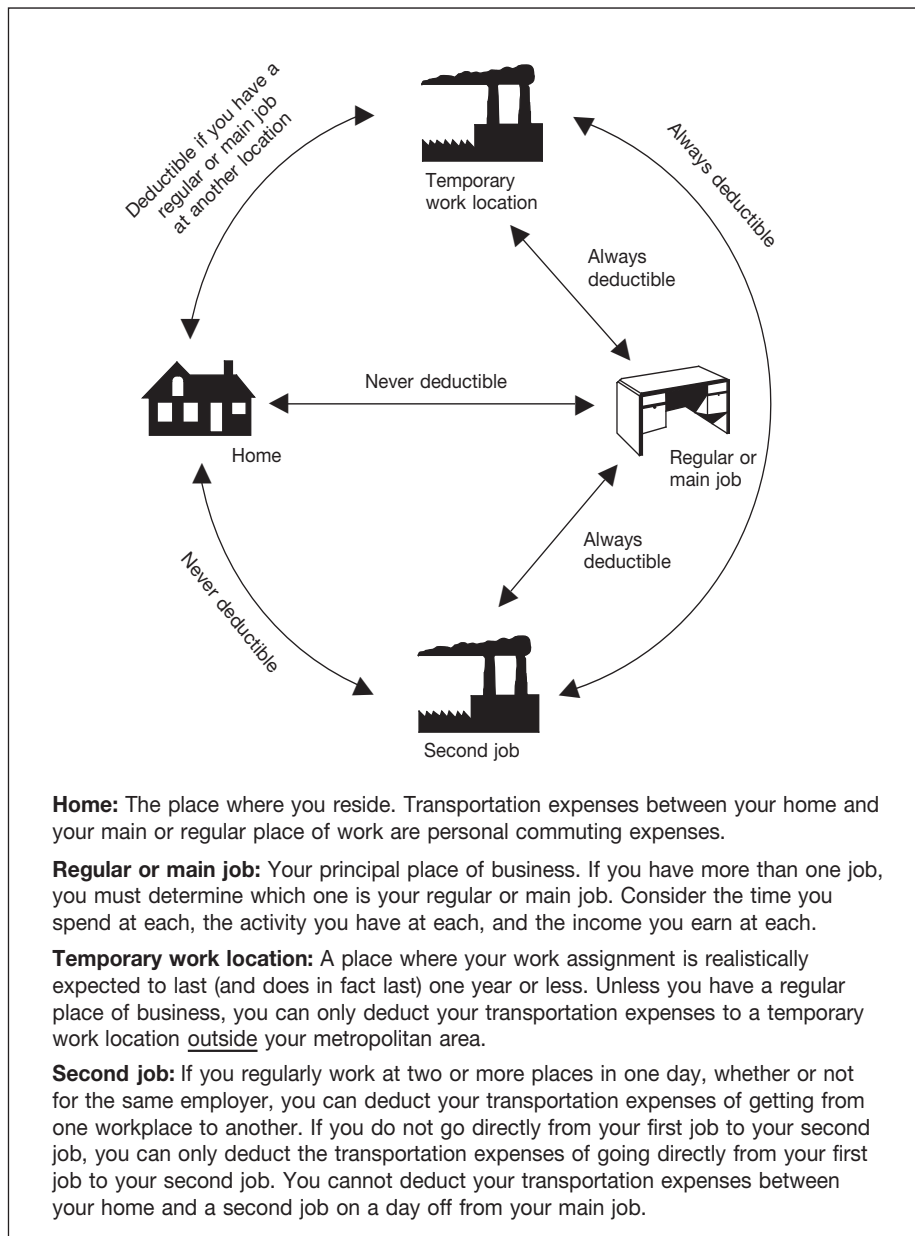 Deductible if you have a
regular or main job
at another location
Temporary
work location
Always deductible
Always
deductible
Never deductible
Home
Regular or
main job
Always
deductible
Never deductible
Second job
Home: The place where you reside. Transportation expenses between your home and
your main or regular place of work are personal commuting expenses.
Regular or main job: Your principal place of business. If you have more than one job,
you must determine which one is your regular or main job. Consider the time you
spend at each, the activity you have at each, and the income you earn at each.
Temporary work location: A place where your work assignment is realistically
expected to last (and does in fact last) one year or less. Unless you have a regular
place of business, you can only deduct your transportation expenses to a temporary
work location outside your metropolitan area.
Second job: If you regularly work at two or more places in one day, whether or not
for the same employer, you can deduct your transportation expenses of getting from
one workplace to another. If you do not go directly from your first job to your second
job, you can only deduct the transportation expenses of going directly from your first
job to your second job. You cannot deduct your transportation expenses between
your home and a second job on a day off from your main job.